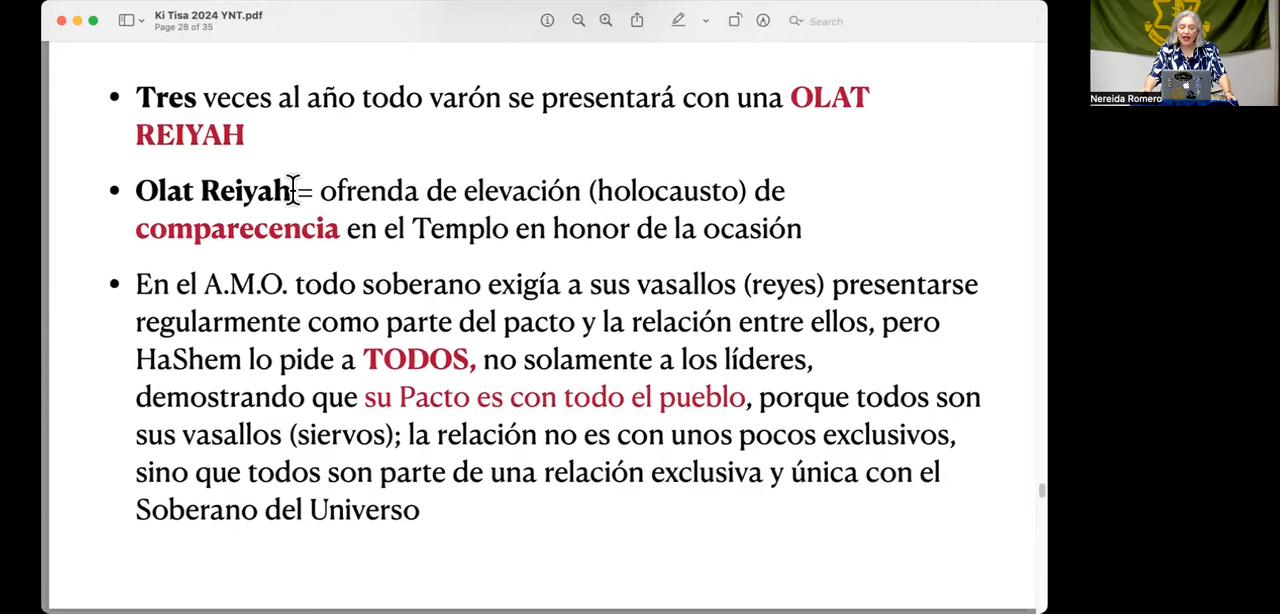 Ki Tisa 2024 YNT.pdf
Page 28 of 35
Search
• Tres veces al año todo varón se presentará con una OLAT
REIYAH
• Olat Reiyah = ofrenda de elevación (holocausto) de
comparecencia en el Templo en honor de la ocasión
• En el A.M.O. todo soberano exigía a sus vasallos (reyes) presentarse
regularmente como parte del pacto y la relación entre ellos, pero
HaShem lo pide a TODOS, no solamente a los líderes,
demostrando que su Pacto es con todo el pueblo, porque todos son
sus vasallos (siervos); la relación no es con unos pocos exclusivos,
sino que todos son parte de una relación exclusiva y única con el
Soberano del Universo
Nereida Romero